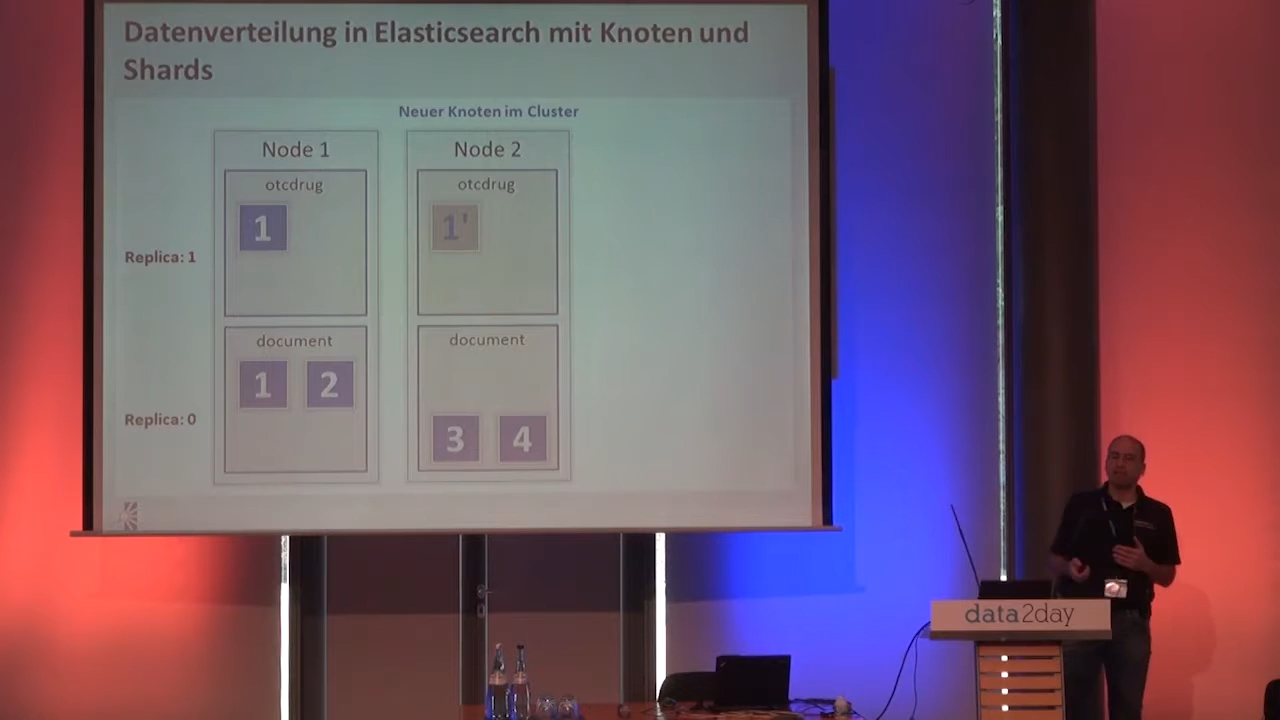 Datenverteilung in Elasticsearch mit Knoten und
Shards
Neuer Knoten im Cluster
Node 1
Node 2
otcdrug
otcdrug
1
1'
Replica: 1
document
document
1 2
3 4
Replica: 0
data2day